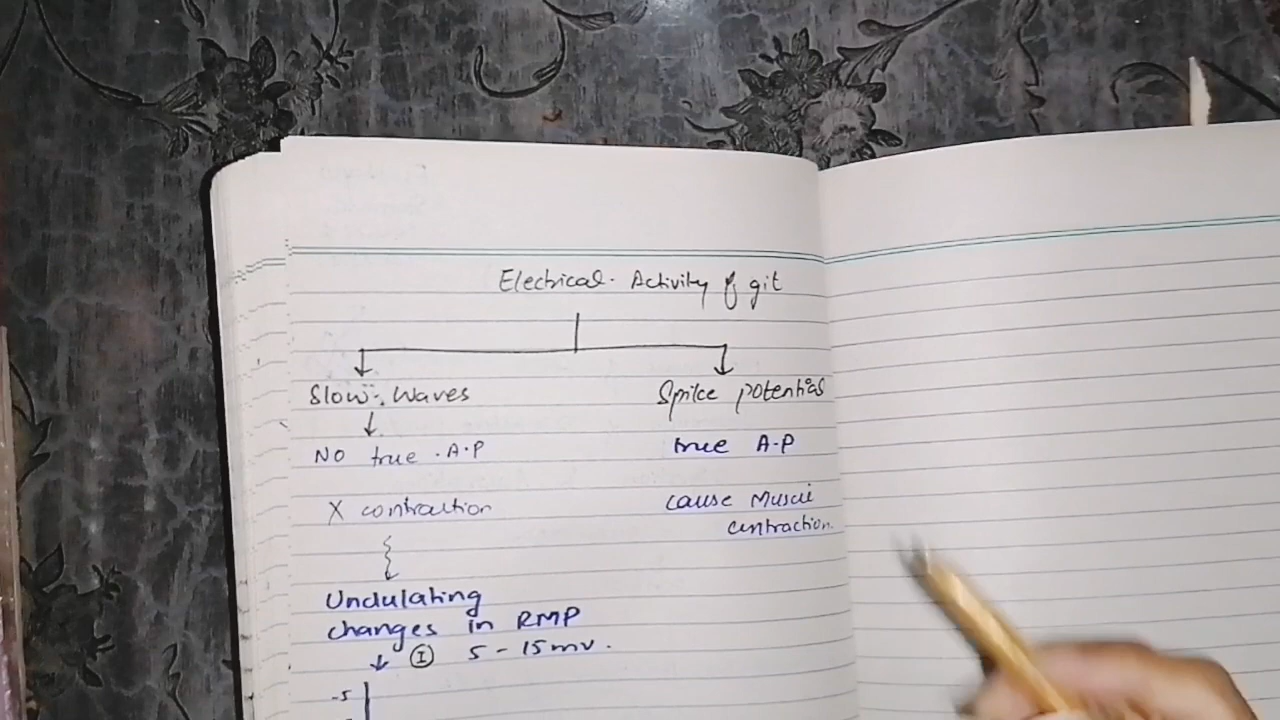 Electrical Activity of git
Slow Waves
Spike potentials
NO true A.P
true A-P
X contraction
cause Muscle
contraction.
Undulating
changes in RMP
↓ Ⓘ 5-15mv.
-5